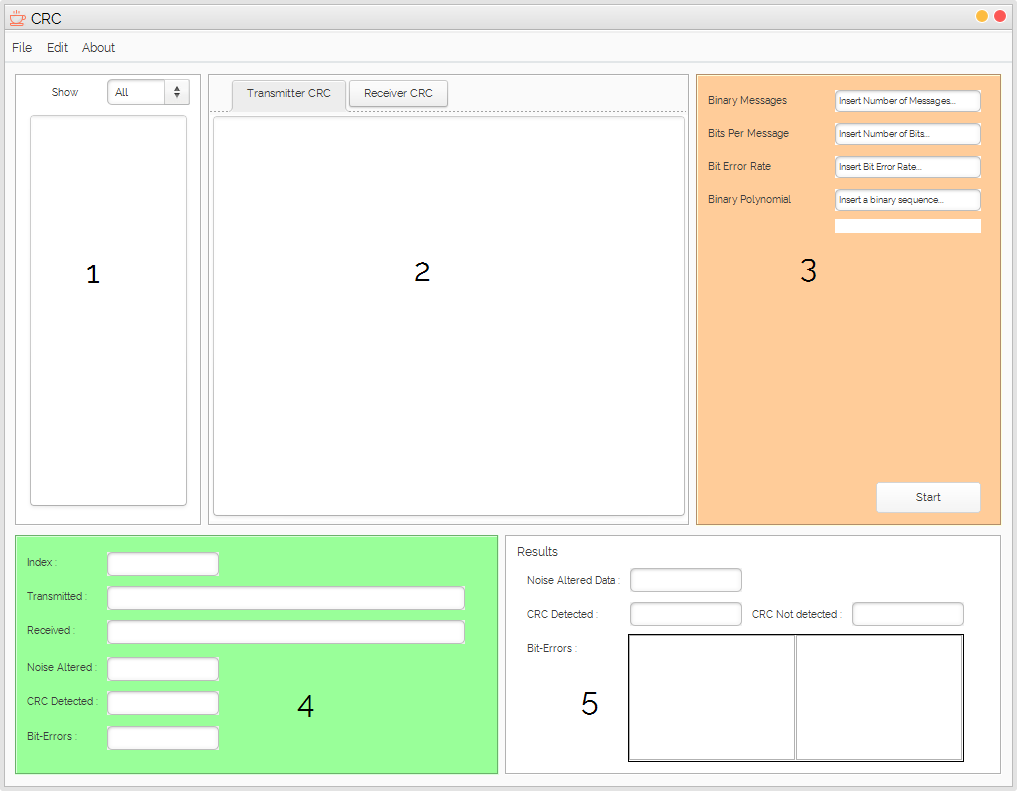 CRC
File Edit About
Show All
1
Transmitter CRC Receiver CRC
2
Binary Messages Insert Number of Messages...
Bits Per Message Insert Number of Bits...
Bit Error Rate Insert Bit Error Rate...
Binary Polynomial Insert a binary sequence...
3
Start
Index :
Transmitted :
Received :
Noise Altered :
CRC Detected :
Bit-Errors :
4
Results
Noise Altered Data :
CRC Detected : CRC Not detected :
Bit-Errors :
5